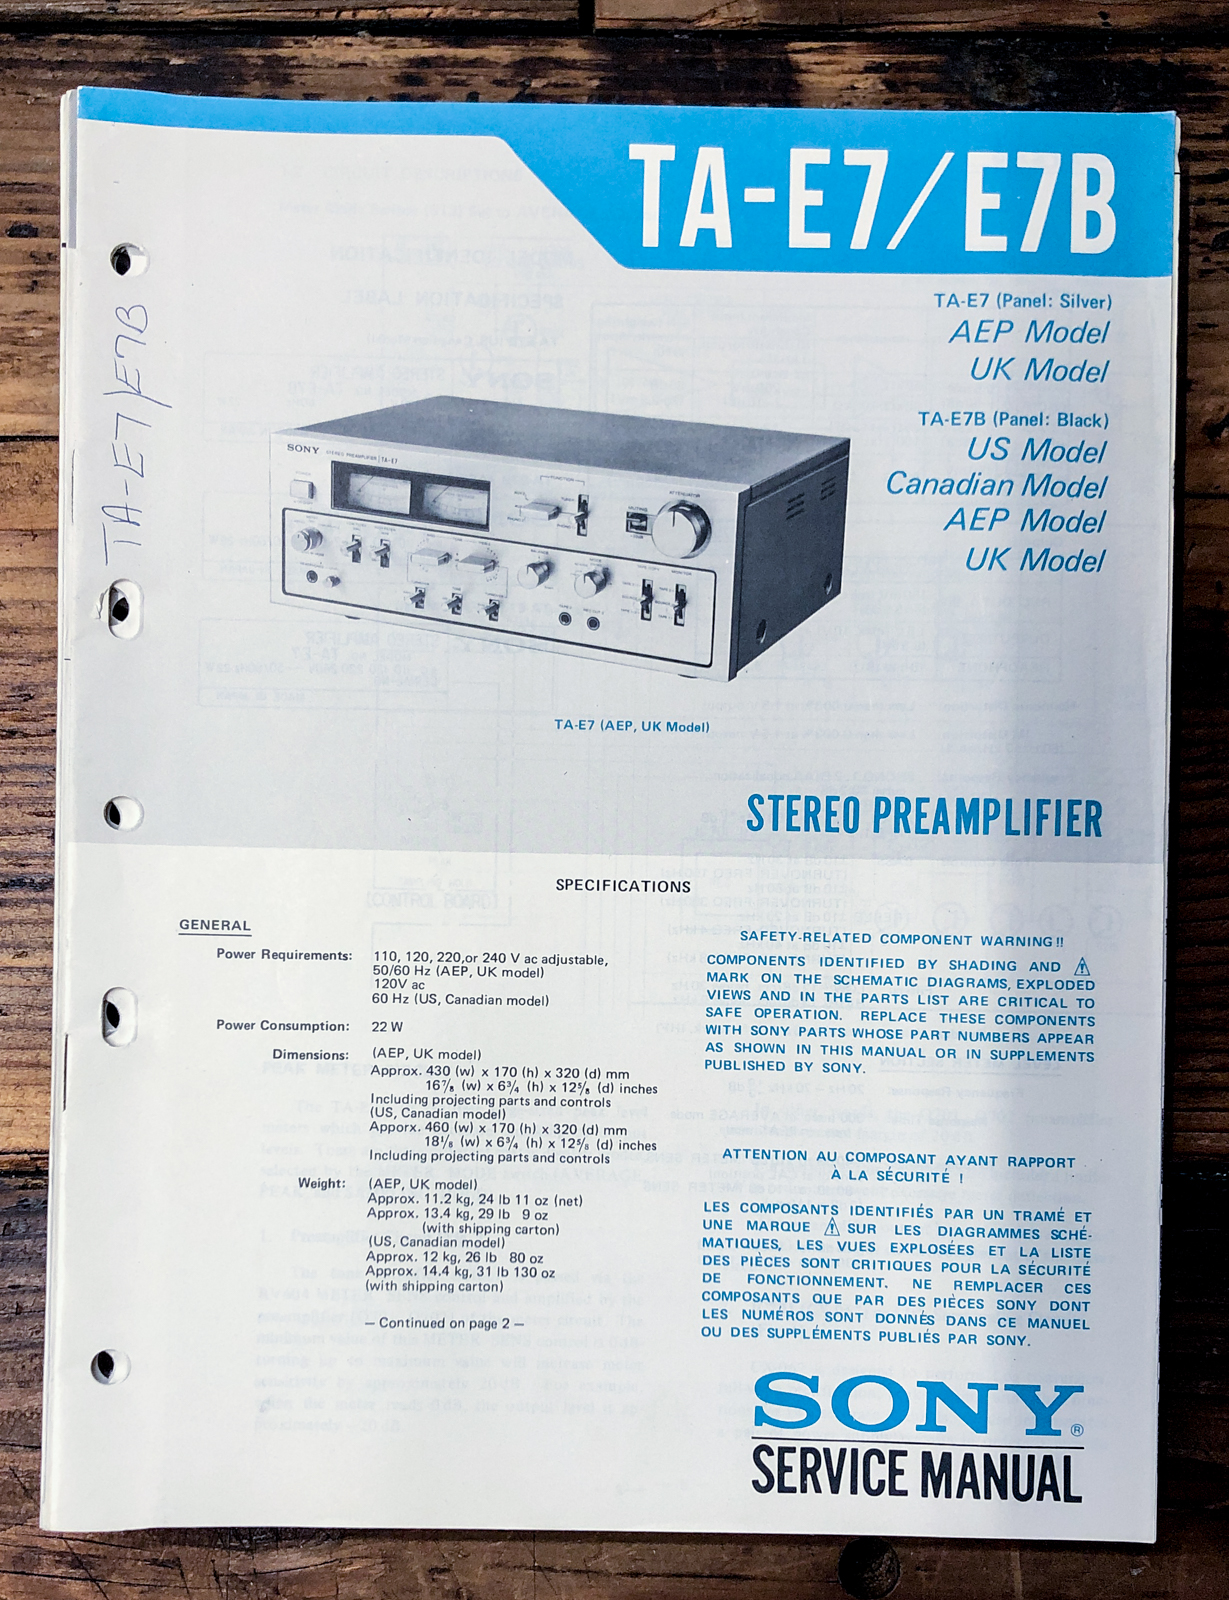 TA-E7/E7B
TA-E7 (Panel: Silver)
AEP Model
UK Model
TA-E7B (Panel: Black)
US Model
Canadian Model
AEP Model
UK Model
TA-E7/E7B
SONY STEREO PREAMPLIFIER TA-E7
FUNCTION
ATTENUATOR
MUTING
BALANCE
TA-E7 (AEP, UK Model)
STEREO PREAMPLIFIER
SPECIFICATIONS
GENERAL
Power Requirements: 110, 120, 220,or 240 V ac adjustable,
50/60 Hz (AEP, UK model)
120V ac
60 Hz (US, Canadian model)
Power Consumption: 22 W
Dimensions: (AEP, UK model)
Approx. 430 (w) x 170 (h) x 320 (d) mm
16⁷/₈ (w) x 6³/₄ (h) x 12⁵/₈ (d) inches
Including projecting parts and controls
(US, Canadian model)
Apporx. 460 (w) x 170 (h) x 320 (d) mm
18¹/₈ (w) x 6³/₄ (h) x 12⁵/₈ (d) inches
Including projecting parts and controls
Weight: (AEP, UK model)
Approx. 11.2 kg, 24 lb 11 oz (net)
Approx. 13.4 kg, 29 lb 9 oz
(with shipping carton)
(US, Canadian model)
Approx. 12 kg, 26 lb 80 oz
Approx. 14.4 kg, 31 lb 130 oz
(with shipping carton)
– Continued on page 2 –
SAFETY-RELATED COMPONENT WARNING!!
COMPONENTS IDENTIFIED BY SHADING AND ⚠
MARK ON THE SCHEMATIC DIAGRAMS, EXPLODED
VIEWS AND IN THE PARTS LIST ARE CRITICAL TO
SAFE OPERATION. REPLACE THESE COMPONENTS
WITH SONY PARTS WHOSE PART NUMBERS APPEAR
AS SHOWN IN THIS MANUAL OR IN SUPPLEMENTS
PUBLISHED BY SONY.
ATTENTION AU COMPOSANT AYANT RAPPORT
À LA SÉCURITÉ !
LES COMPOSANTS IDENTIFIÉS PAR UN TRAMÉ ET
UNE MARQUE ⚠ SUR LES DIAGRAMMES SCHÉ-
MATIQUES, LES VUES EXPLOSÉES ET LA LISTE
DES PIÈCES SONT CRITIQUES POUR LA SÉCURITÉ
DE FONCTIONNEMENT. NE REMPLACER CES
COMPOSANTS QUE PAR DES PIÈCES SONY DONT
LES NUMÉROS SONT DONNÉS DANS CE MANUEL
OU DES SUPPLÉMENTS PUBLIÉS PAR SONY.
SONY®
SERVICE MANUAL